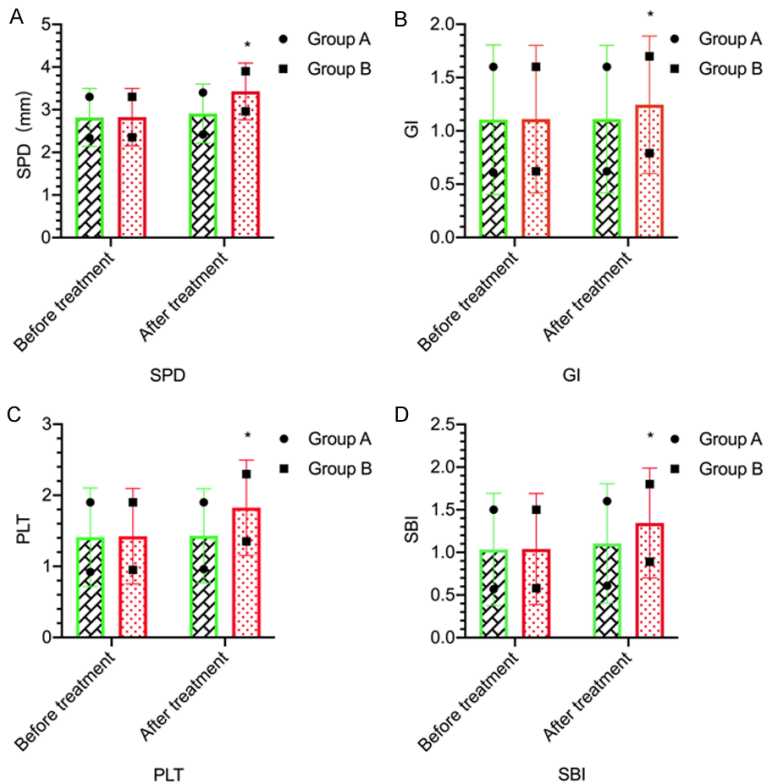 A
5
4
3
2
1
0
SPD (mm)
*
Group A
Group B
Before treatment
After treatment
SPD
B
2.0
1.5
1.0
0.5
0.0
GI
*
Group A
Group B
Before treatment
After treatment
GI
C
3
2
1
0
PLT
*
Group A
Group B
Before treatment
After treatment
PLT
D
2.5
2.0
1.5
1.0
0.5
0.0
SBI
*
Group A
Group B
Before treatment
After treatment
SBI